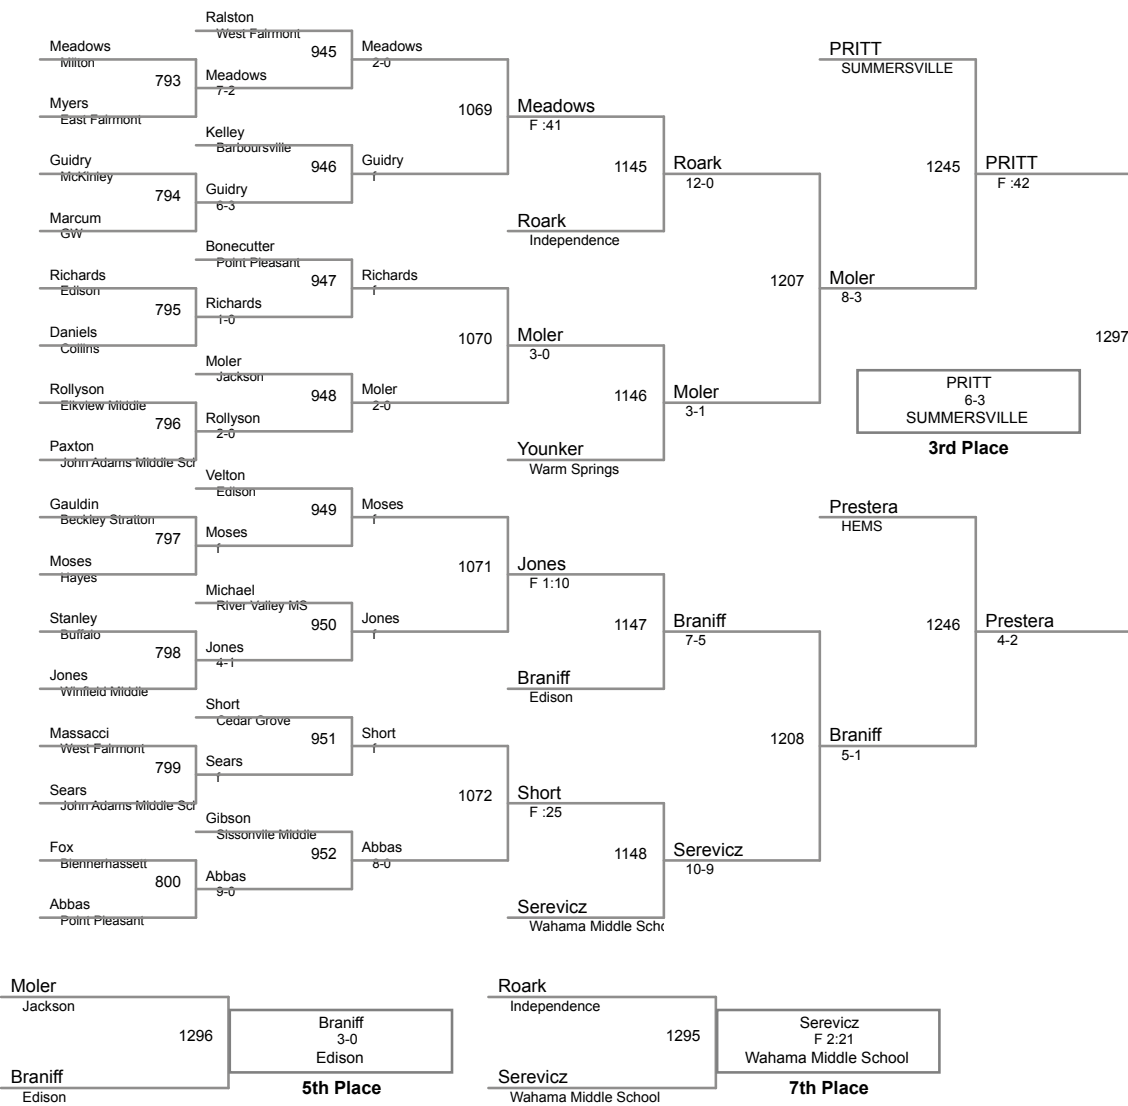 Ralston
West Fairmont
945
Meadows
Milton
Meadows
2-0
PRITT
SUMMERSVILLE
793
Meadows
7-2
Myers
East Fairmont
1069
Meadows
F :41
Kelley
Barboursville
Guidry
McKinley
946
Guidry
f
1145
Roark
12-0
1245
PRITT
F :42
794
Guidry
6-3
Marcum
GW
Roark
Independence
Bonecutter
Point Pleasant
Richards
Edison
947
Richards
f
1207
Moler
8-3
795
Richards
1-0
Daniels
Collins
1070
Moler
3-0
1297
Moler
Jackson
Rollyson
Elkview Middle
948
Moler
2-0
1146
Moler
3-1
PRITT
6-3
SUMMERSVILLE
3rd Place
796
Rollyson
2-0
Paxton
John Adams Middle Scl
Younker
Warm Springs
Velton
Edison
Gauldin
Beckley Stratton
949
Moses
f
Prestera
HEMS
797
Moses
f
Moses
Hayes
1071
Jones
F 1:10
Michael
River Valley MS
Stanley
Buffalo
950
Jones
f
1147
Braniff
7-5
1246
Prestera
4-2
798
Jones
4-1
Jones
Winfield Middle
Braniff
Edison
Short
Cedar Grove
Massacci
West Fairmont
951
Short
f
1208
Braniff
5-1
799
Sears
f
Sears
John Adams Middle Scl
1072
Short
F :25
Gibson
Sissonvile Middle
Fox
Blennerhassett
952
Abbas
8-0
1148
Serevicz
10-9
800
Abbas
9-0
Abbas
Point Pleasant
Serevicz
Wahama Middle Scho
Moler
Jackson
1296
Braniff
3-0
Edison
5th Place
Braniff
Edison
Roark
Independence
1295
Serevicz
F 2:21
Wahama Middle School
7th Place
Serevicz
Wahama Middle School